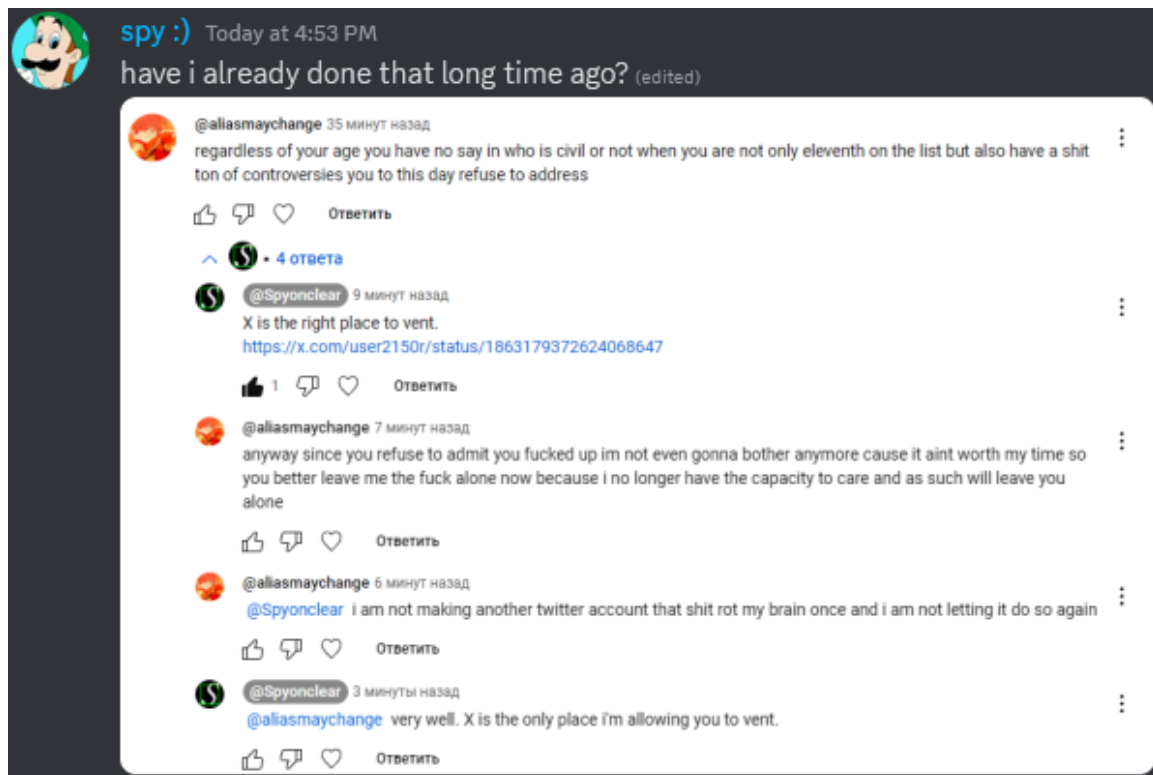 spy :) Today at 4:53 PM
have i already done that long time ago? (edited)
@aliasmaychange 35 минут назад
regardless of your age you have no say in who is civil or not when you are not only eleventh on the list but also have a shit
ton of controversies you to this day refuse to address
Ответить
• 4 ответа
@Spyonclear 9 минут назад
X is the right place to vent.
https://x.com/user2150r/status/1863179372624068647
1 Ответить
@aliasmaychange 7 минут назад
anyway since you refuse to admit you fucked up im not even gonna bother anymore cause it aint worth my time so
you better leave me the fuck alone now because i no longer have the capacity to care and as such will leave you
alone
Ответить
@aliasmaychange 6 минут назад
@Spyonclear i am not making another twitter account that shit rot my brain once and i am not letting it do so again
Ответить
@Spyonclear 3 минуты назад
@aliasmaychange very well. X is the only place i'm allowing you to vent.
Ответить